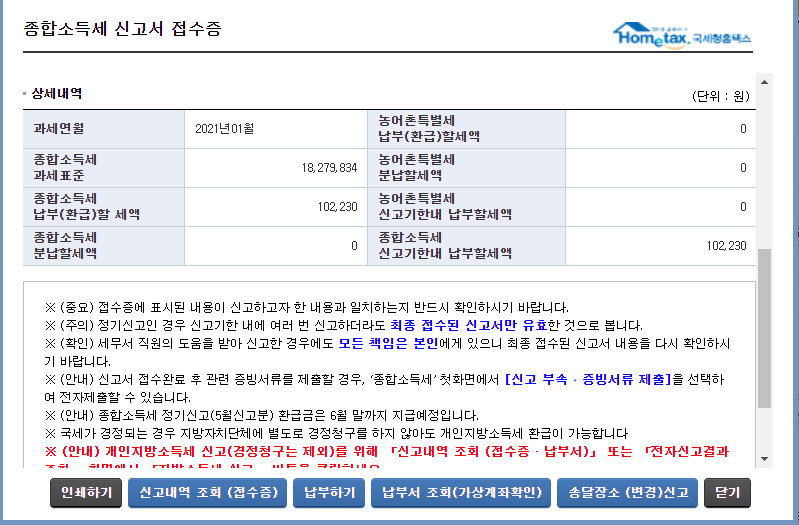 종합소득세 신고서 접수증
Hometax. 국세청홈택스
상세내역
(단위 : 원)
과세연월 2021년01월 농어촌특별세 납부(환급)할세액 0
종합소득세 과세표준 18,279,834 농어촌특별세 분납할세액 0
종합소득세 납부(환급)할 세액 102,230 농어촌특별세 신고기한내 납부할세액 0
종합소득세 분납할세액 0 종합소득세 신고기한내 납부할세액 102,230
※ (중요) 접수증에 표시된 내용이 신고하고자 한 내용과 일치하는지 반드시 확인하시기 바랍니다.
※ (주의) 정기신고인 경우 신고기한 내에 여러 번 신고하더라도 최종 접수된 신고서만 유효한 것으로 봅니다.
※ (확인) 세무서 직원의 도움을 받아 신고한 경우에도 모든 책임은 본인에게 있으니 최종 접수된 신고서 내용을 다시 확인하시
기 바랍니다.
※ (안내) 신고서 접수완료 후 관련 증빙서류를 제출할 경우, '종합소득세' 첫화면에서 [신고 부속 · 증빙서류 제출]을 선택하
여 전자제출할 수 있습니다.
※ (안내) 종합소득세 정기신고(5월신고분) 환급금은 6월 말까지 지급예정입니다.
※ 국세가 경정되는 경우 지방자치단체에 별도로 경정청구를 하지 않아도 개인지방소득세 환급이 가능합니다
※ (안내) 개인지방소득세 신고(경정청구는 제외)를 위해 「신고내역 조회 (접수증 · 납부서)」 또는 「전자신고결과
인쇄하기 신고내역 조회 (접수증) 납부하기 납부서 조회(가상계좌확인) 송달장소 (변경)신고 닫기